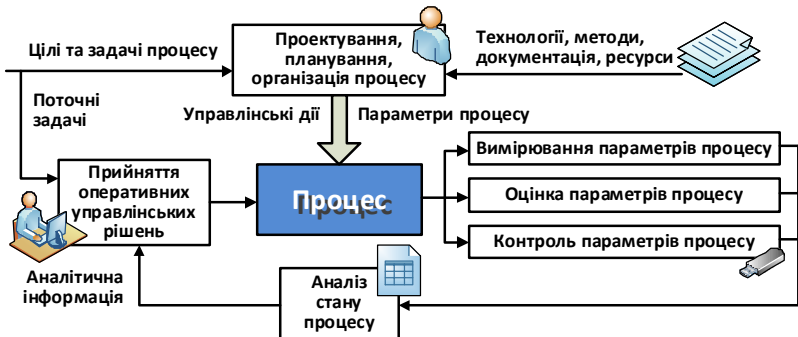 Цілі та задачі процесу
Проектування,
планування,
організація процесу
Технології, методи,
документація, ресурси
Поточні
задачі
Управлінські дії
Параметри процесу
Прийняття
оперативних
управлінських
рішень
Процес
Вимірювання параметрів процесу
Оцінка параметрів процесу
Контроль параметрів процесу
Аналітична
інформація
Аналіз
стану
процесу